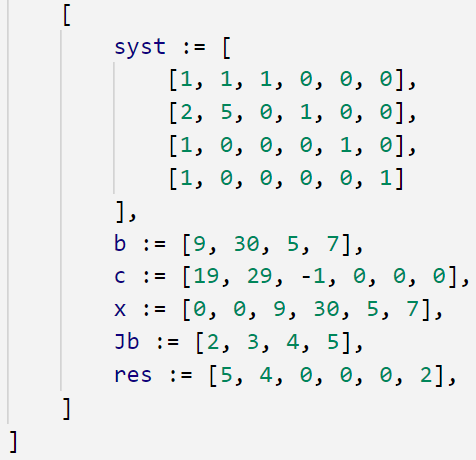 [
syst := [
[1, 1, 1, 0, 0, 0],
[2, 5, 0, 1, 0, 0],
[1, 0, 0, 0, 1, 0],
[1, 0, 0, 0, 0, 1]
],
b := [9, 30, 5, 7],
c := [19, 29, -1, 0, 0, 0],
x := [0, 0, 9, 30, 5, 7],
Jb := [2, 3, 4, 5],
res := [5, 4, 0, 0, 0, 2],
]
]